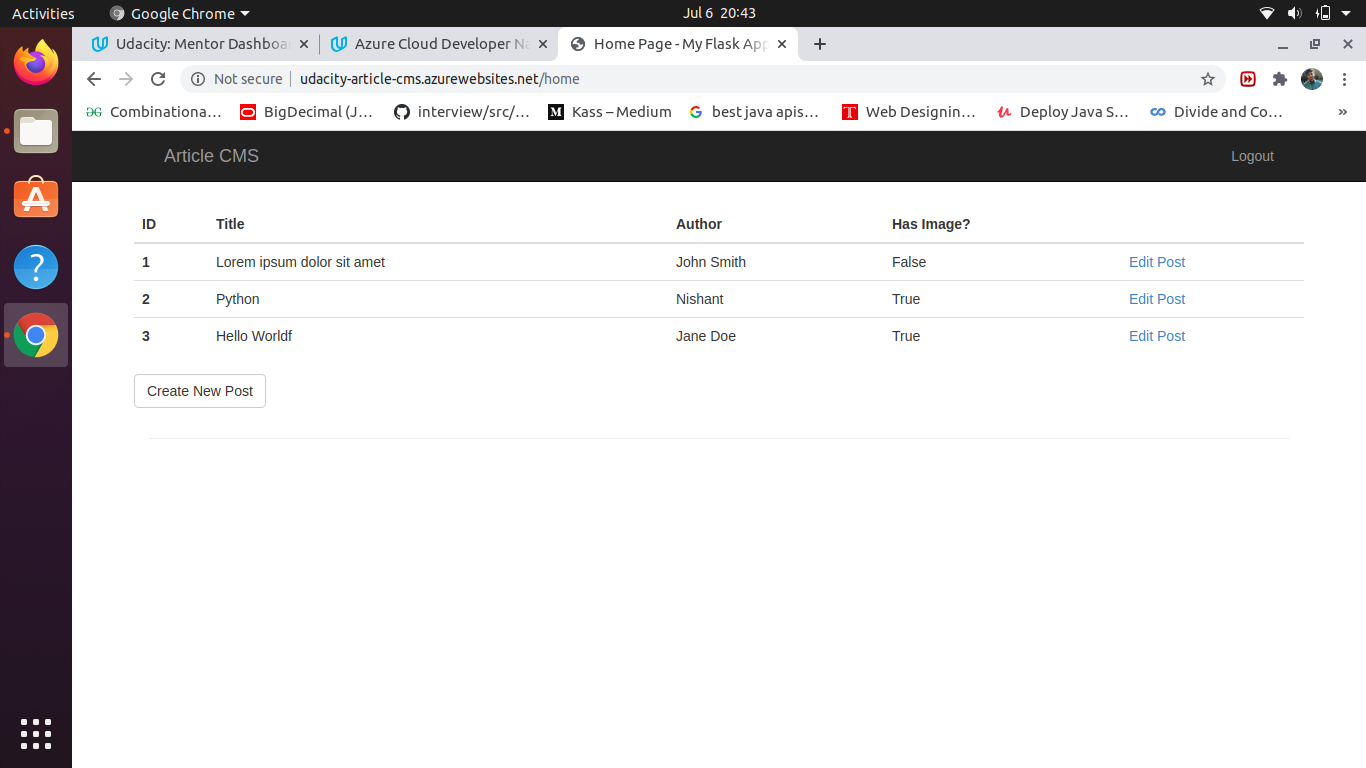 Activities Google Chrome Jul 6 20:43
Udacity: Mentor Dashboa Azure Cloud Developer Na Home Page - My Flask App
Not secure udacity-article-cms.azurewebsites.net/home
Combinationa… BigDecimal (J… interview/src/… Kass – Medium best java apis… Web Designin… Deploy Java S… Divide and Co… »
Article CMS Logout
ID Title Author Has Image?
1 Lorem ipsum dolor sit amet John Smith False Edit Post
2 Python Nishant True Edit Post
3 Hello Worldf Jane Doe True Edit Post
Create New Post